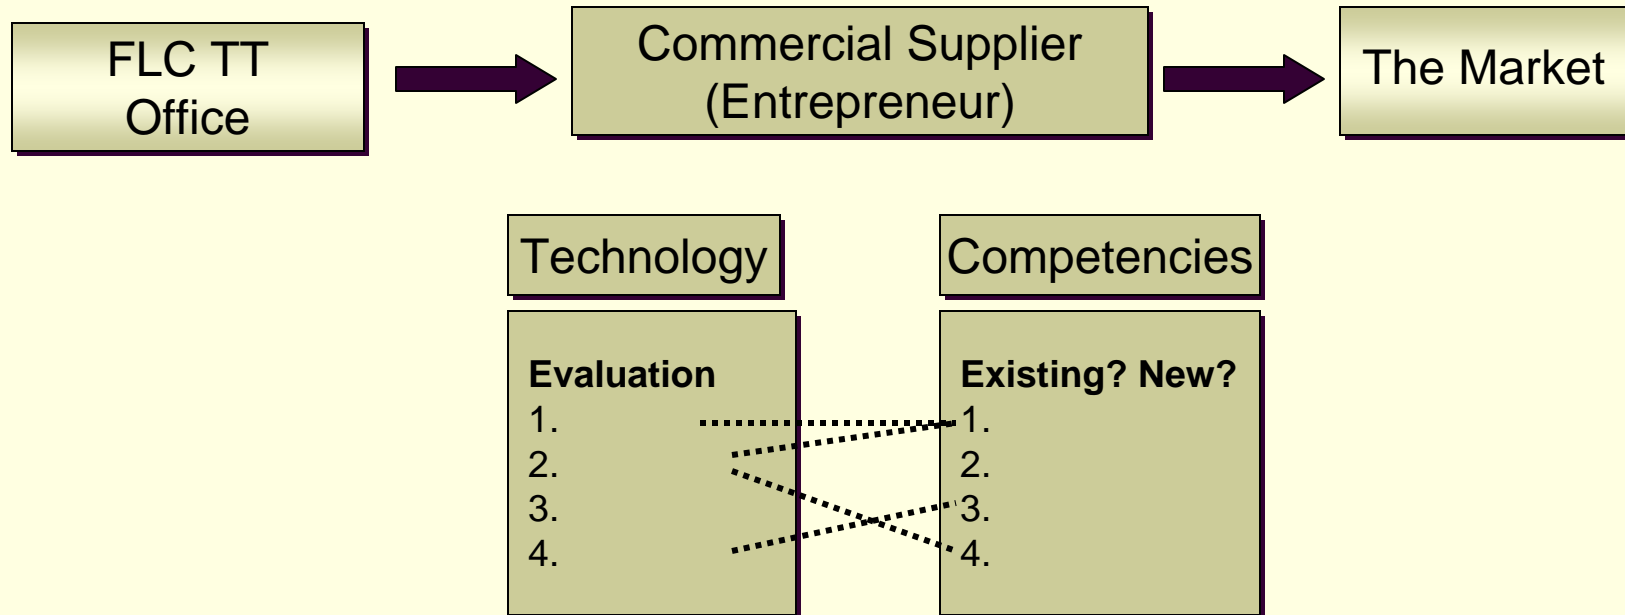 FLC TT
Office
Commercial Supplier
(Entrepreneur)
The Market
Technology
Evaluation
1.
2.
3.
4.
Competencies
Existing? New?
1.
2.
3.
4.